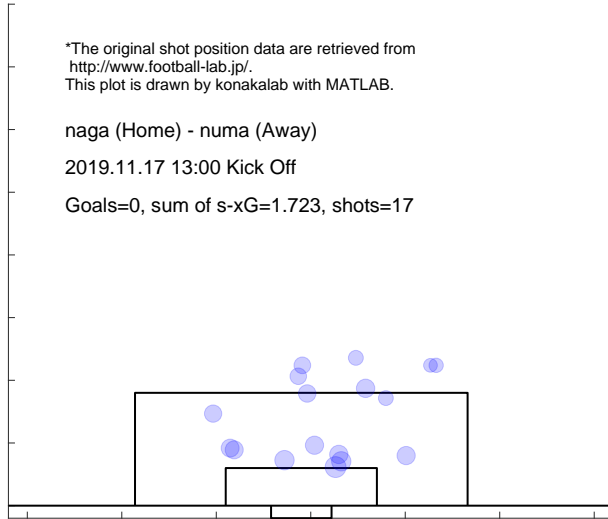 *The original shot position data are retrieved from
http://www.football-lab.jp/.
This plot is drawn by konakalab with MATLAB.
naga (Home) - numa (Away)
2019.11.17 13:00 Kick Off
Goals=0, sum of s-xG=1.723, shots=17